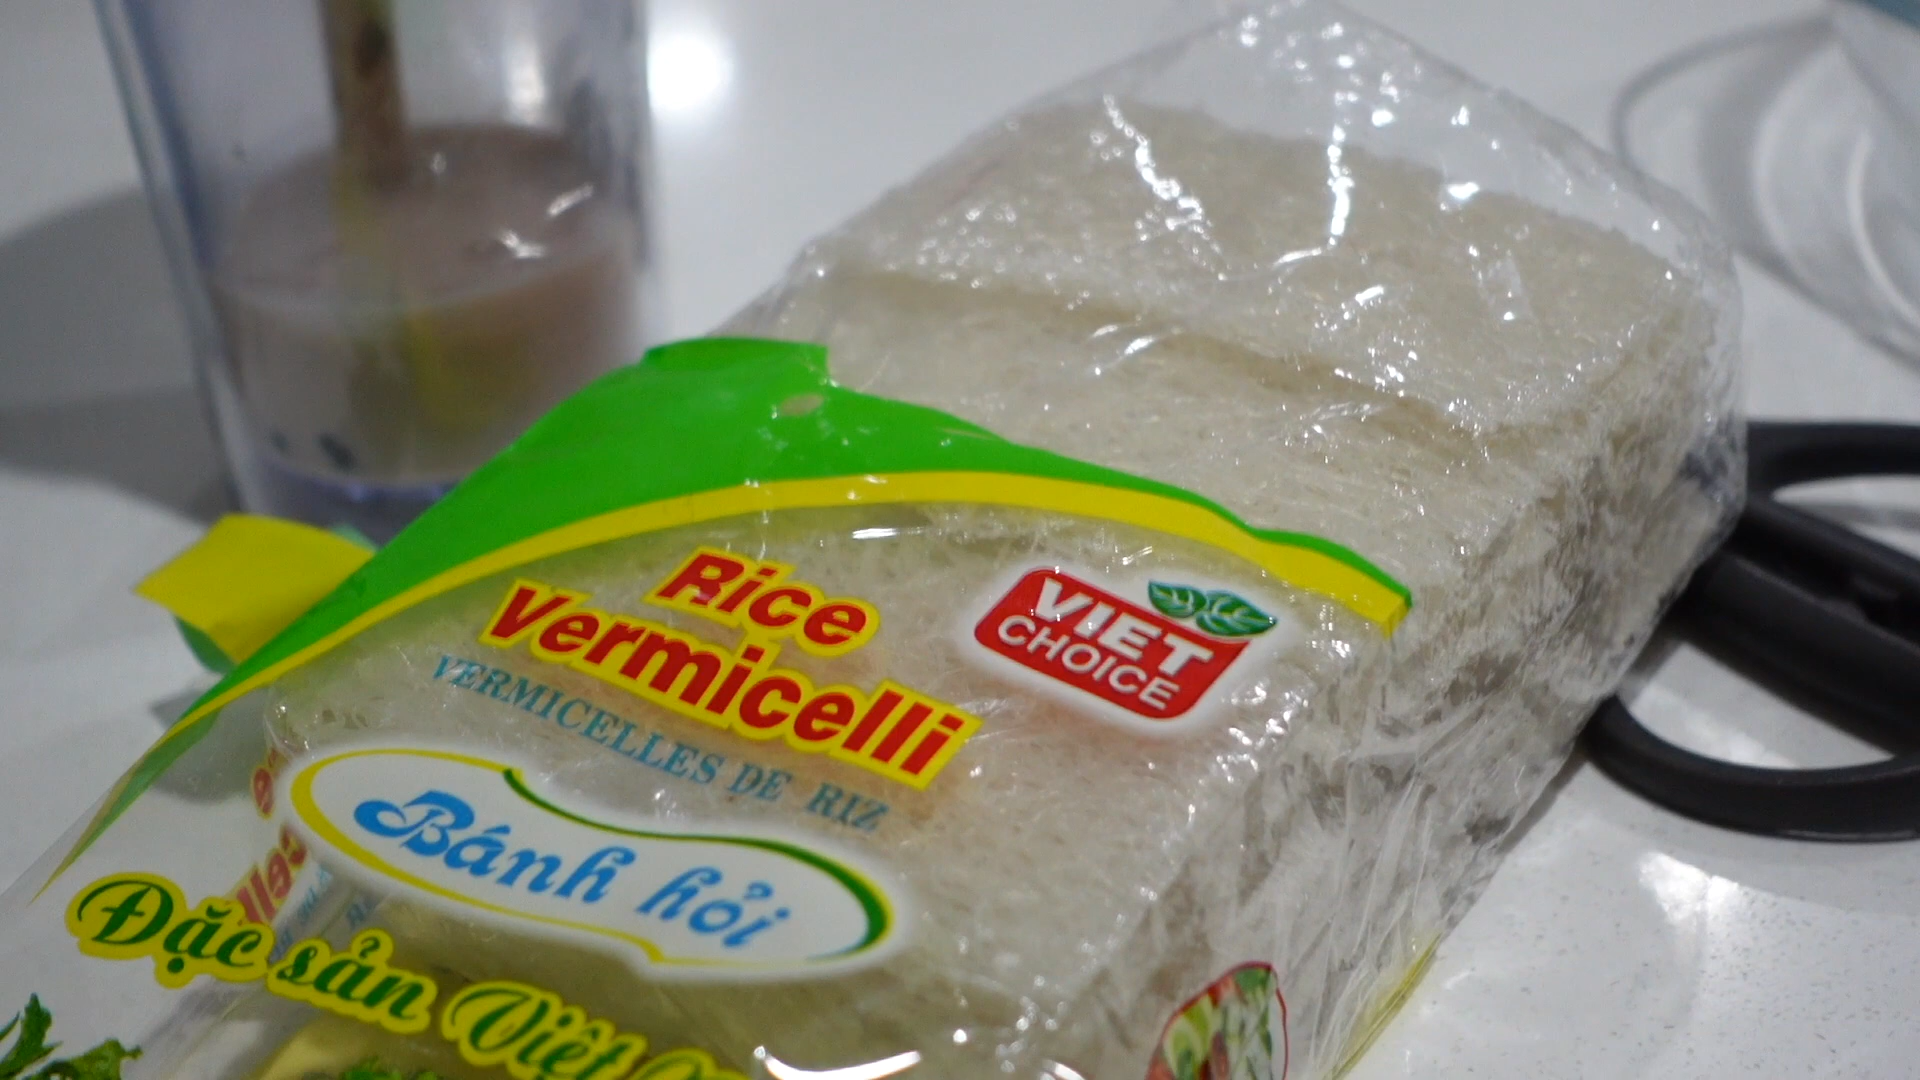 Rice
Vermicelli
VERMICELLES DE RIZ
VIET
CHOICE
Bánh hỏi
Đặc sản Việt